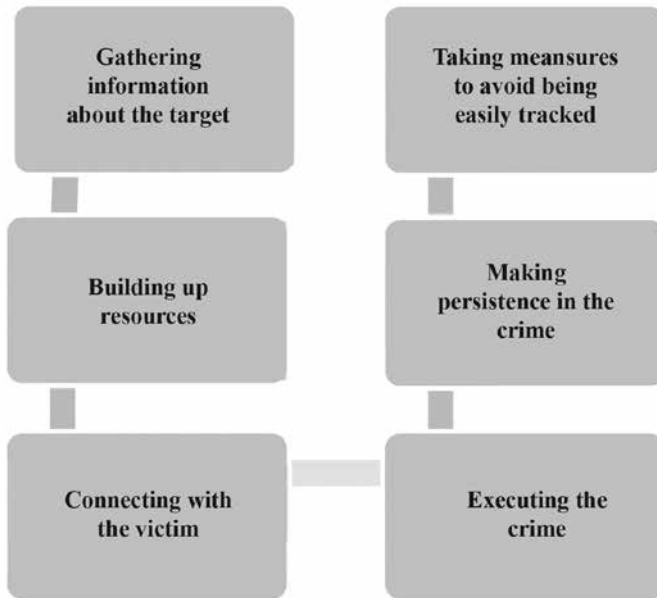 Gathering
information
about the target
Building up
resources
Connecting with
the victim
Executing the
crime
Making
persistence in the
crime
Taking meansures
to avoid being
easily tracked